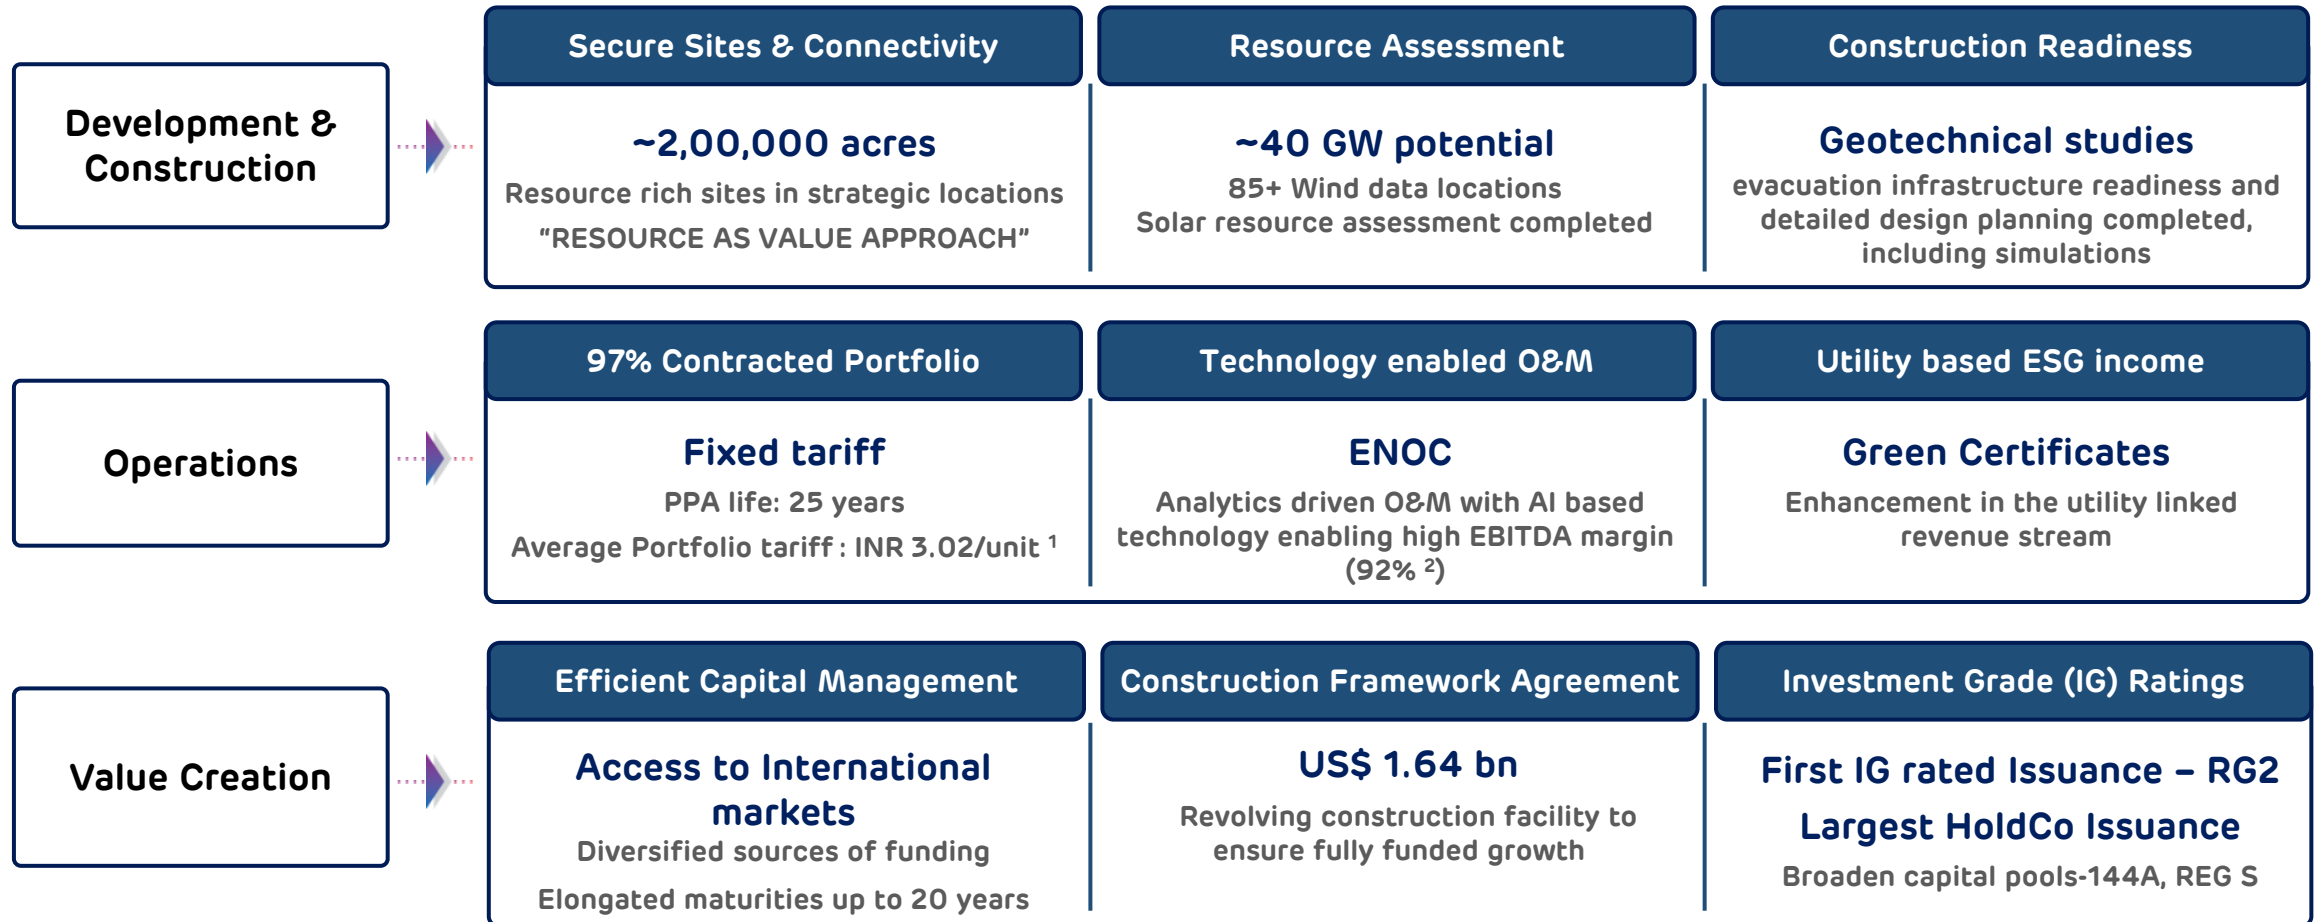 Development &
Construction
Secure Sites & Connectivity
~2,00,000 acres
Resource rich sites in strategic locations
"RESOURCE AS VALUE APPROACH"
Resource Assessment
~40 GW potential
85+ Wind data locations
Solar resource assessment completed
Construction Readiness
Geotechnical studies
evacuation infrastructure readiness and
detailed design planning completed,
including simulations
Operations
97% Contracted Portfolio
Fixed tariff
PPA life: 25 years
Average Portfolio tariff : INR 3.02/unit ¹
Technology enabled O&M
ENOC
Analytics driven O&M with AI based
technology enabling high EBITDA margin
(92% ²)
Utility based ESG income
Green Certificates
Enhancement in the utility linked
revenue stream
Value Creation
Efficient Capital Management
Access to International
markets
Diversified sources of funding
Elongated maturities up to 20 years
Construction Framework Agreement
US$ 1.64 bn
Revolving construction facility to
ensure fully funded growth
Investment Grade (IG) Ratings
First IG rated Issuance – RG2
Largest HoldCo Issuance
Broaden capital pools-144A, REG S